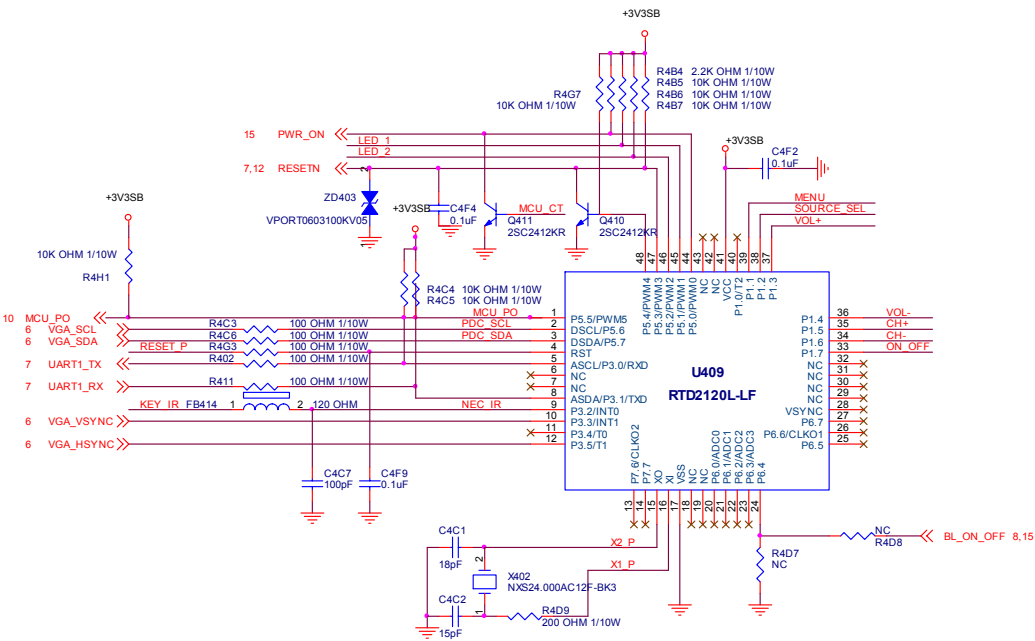 +3V3SB
R4B4 2.2K OHM 1/10W
R4B5 10K OHM 1/10W
R4B6 10K OHM 1/10W
R4B7 10K OHM 1/10W
R4G7
10K OHM 1/10W
15 PWR_ON
LED_1
LED_2
7,12 RESETN
+3V3SB
C4F2
0.1uF
2
ZD403
VPORT0603100KV05
1
C4F4
0.1uF
MCU_CT
Q411
2SC2412KR
Q410
2SC2412KR
MENU
SOURCE_SEL
VOL+
+3V3SB
+3V3SB
10K OHM 1/10W
R4H1
R4C4 10K OHM 1/10W
R4C5 10K OHM 1/10W
48 47 46 45 44 43 42 41 40 39 38 37
P5.4/PWM4
P5.3/PWM3
P5.2/PWM2
P5.1/PWM1
P5.0/PWM0
NC
NC
VCC
P1.0/T2
P1.1
P1.2
P1.3
10 MCU_PO
MCU_PO 1 P5.5/PWM5
6 VGA_SCL R4C3 100 OHM 1/10W PDC_SCL 2 DSCL/P5.6
6 VGA_SDA R4C6 100 OHM 1/10W PDC_SDA 3 DSDA/P5.7
RESET_P R4G3 100 OHM 1/10W 4 RST
7 UART1_TX R402 100 OHM 1/10W 5 ASCL/P3.0/RXD
6 NC
7 UART1_RX R411 100 OHM 1/10W 7 NC
8 ASDA/P3.1/TXD
KEY_IR FB414 1 2 120 OHM NEC_IR 9 P3.2/INT0
6 VGA_VSYNC 10 P3.3/INT1
11 P3.4/T0
6 VGA_HSYNC 12 P3.5/T1
U409
RTD2120L-LF
P1.4 36 VOL-
P1.5 35 CH+
P1.6 34 CH-
P1.7 33 ON_OFF
NC 32
NC 31
NC 30
NC 29
VSYNC 28
P6.7 27
P6.6/CLKO1 26
P6.5 25
P7.6/CLKO2
P7.7
XO
XI
VSS
NC
NC
P6.0/ADC0
P6.1/ADC1
P6.2/ADC2
P6.3/ADC3
P6.4
13 14 15 16 17 18 19 20 21 22 23 24
C4C7
100pF
C4F9
0.1uF
C4C1
18pF
X2_P
2
X402
NXS24.000AC12F-BK3
X1_P
1
C4C2
15pF
R4D9
200 OHM 1/10W
NC
R4D8
BL_ON_OFF 8,15
R4D7
NC